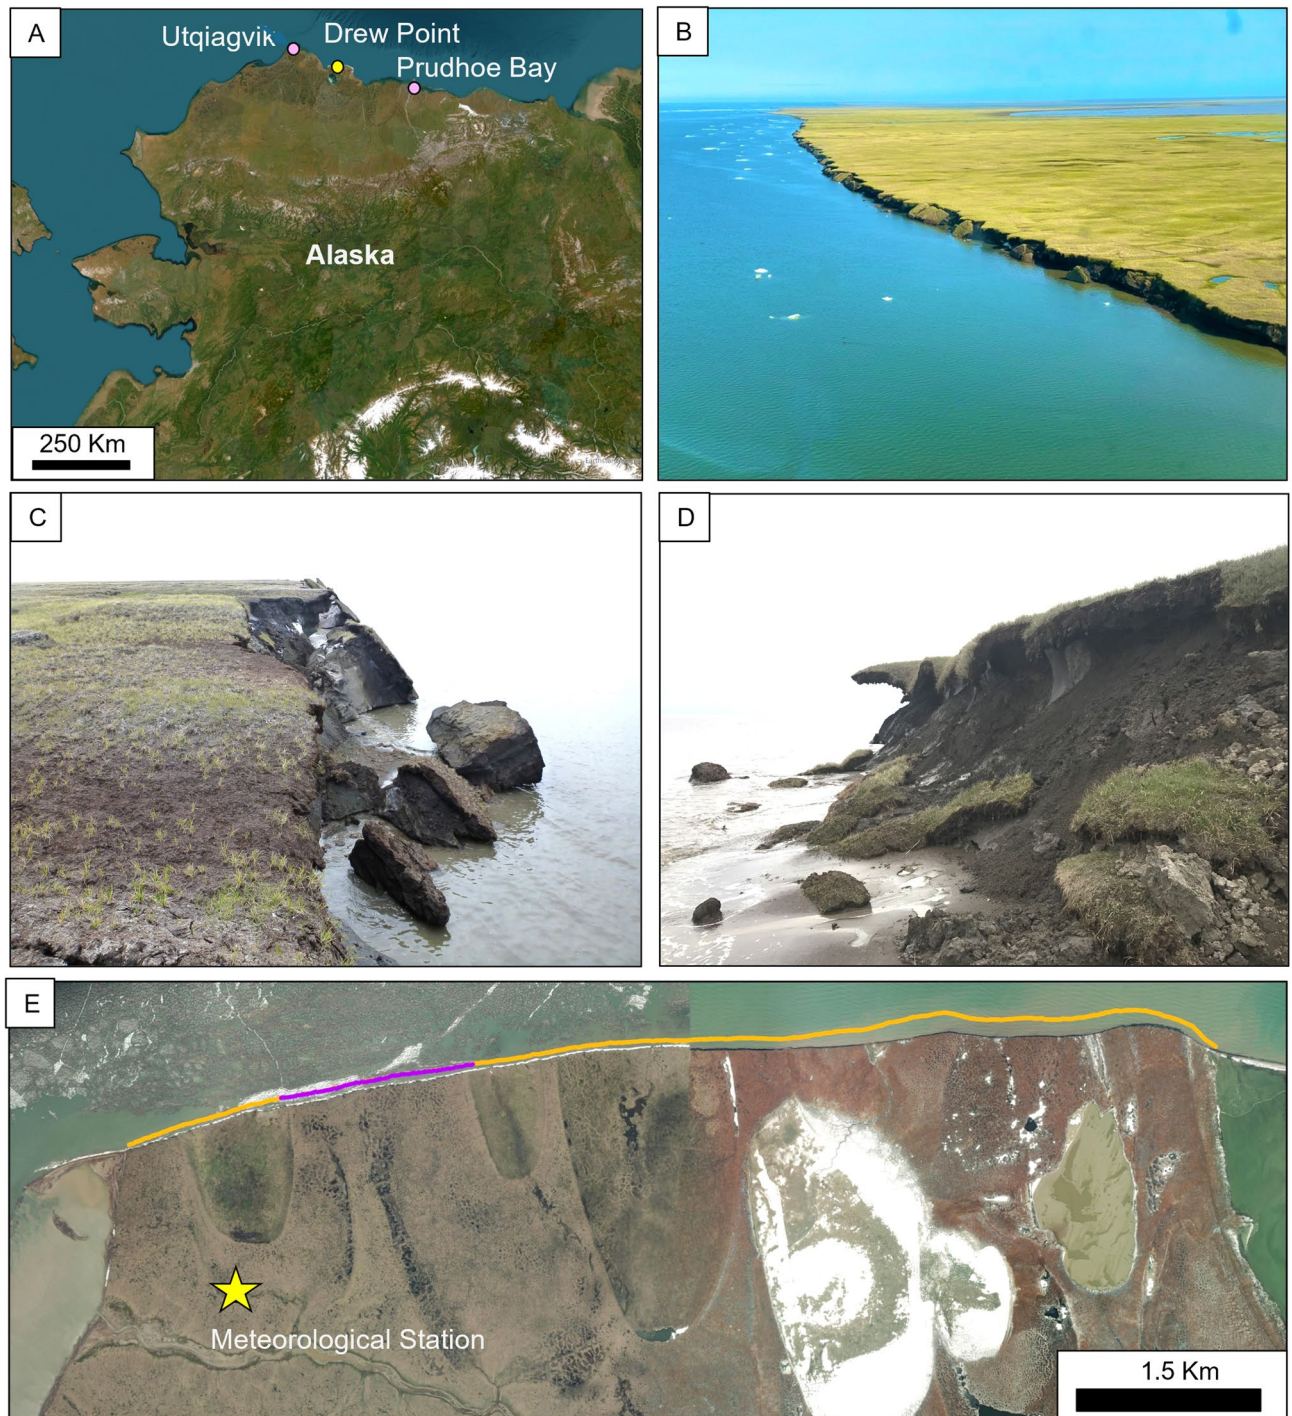 A
Utqiagvik
Drew Point
Prudhoe Bay
Alaska
250 Km
B
C
D
E
Meteorological Station
1.5 Km